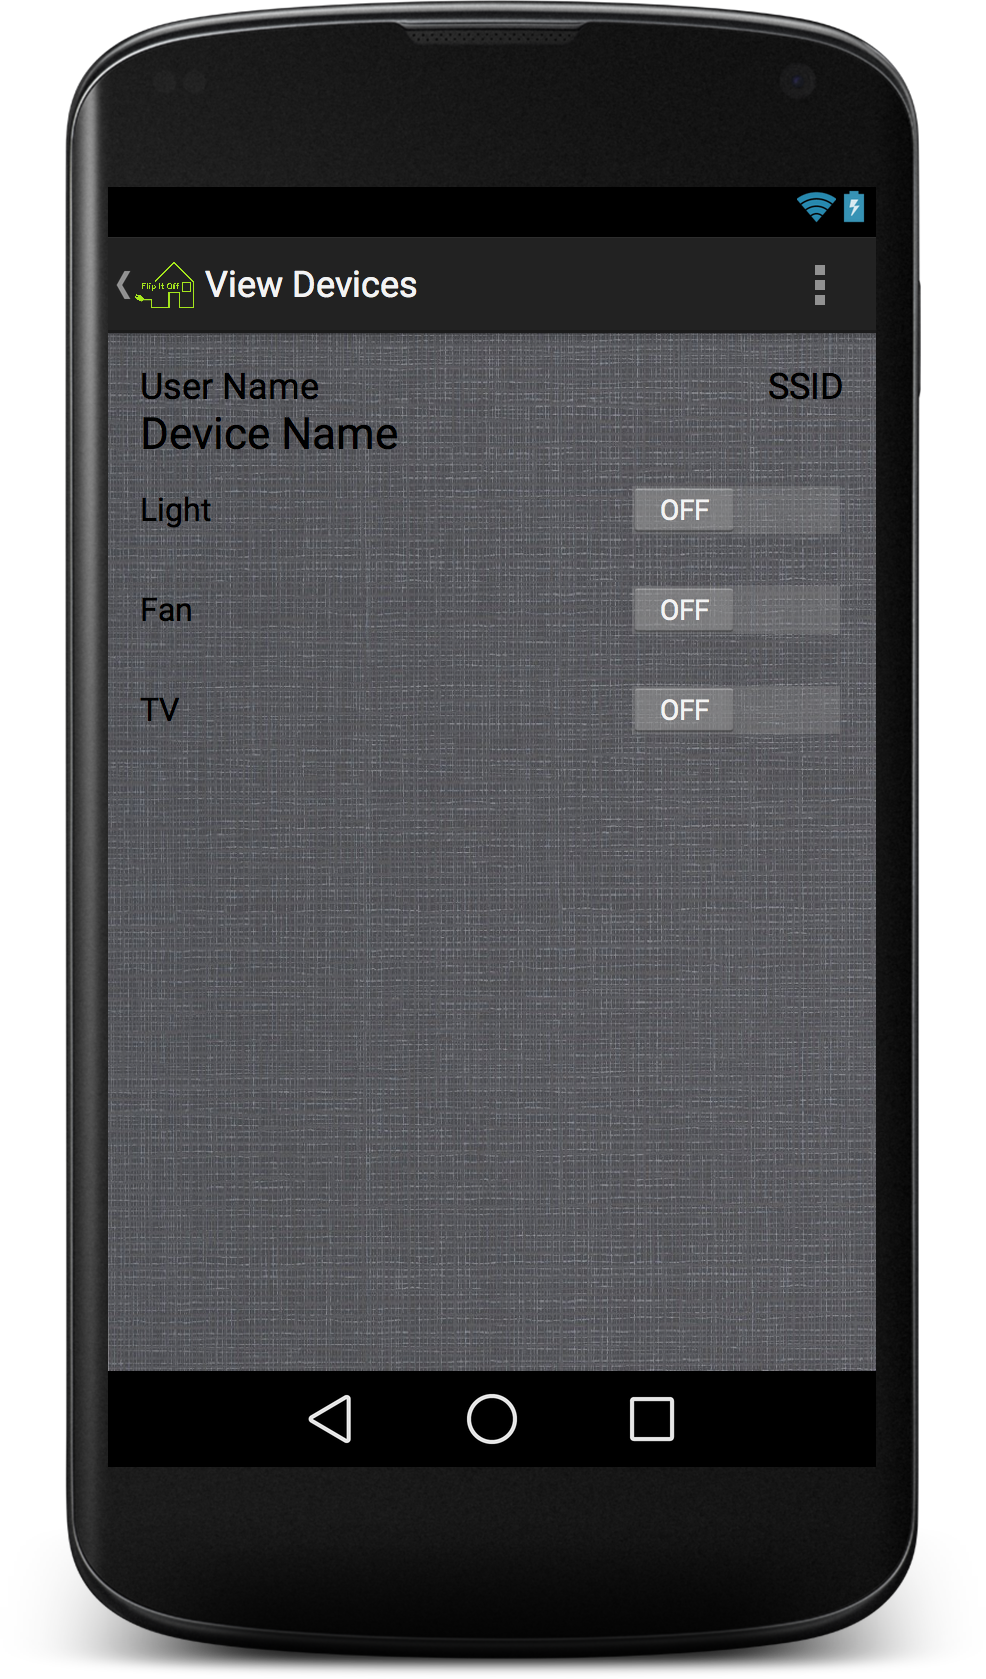 Flip It Off
View Devices
User Name SSID
Device Name
Light OFF
Fan OFF
TV OFF